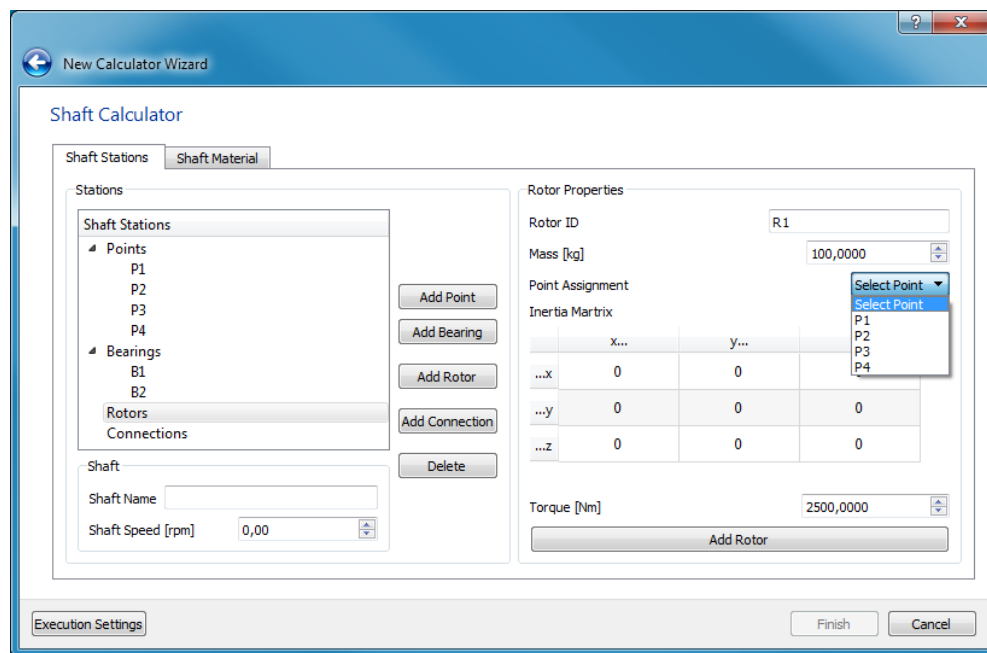 ?
x
New Calculator Wizard
Shaft Calculator
Shaft Stations Shaft Material
Stations
Shaft Stations
Points
P1
P2
P3
P4
Bearings
B1
B2
Rotors
Connections
Add Point
Add Bearing
Add Rotor
Add Connection
Delete
Shaft
Shaft Name
Shaft Speed [rpm] 0,00
Rotor Properties
Rotor ID R1
Mass [kg] 100,0000
Point Assignment Select Point
Select Point
P1
P2
P3
P4
Inertia Martrix
x... y...
...x 0 0
...y 0 0 0
...z 0 0 0
Torque [Nm] 2500,0000
Add Rotor
Execution Settings Finish Cancel